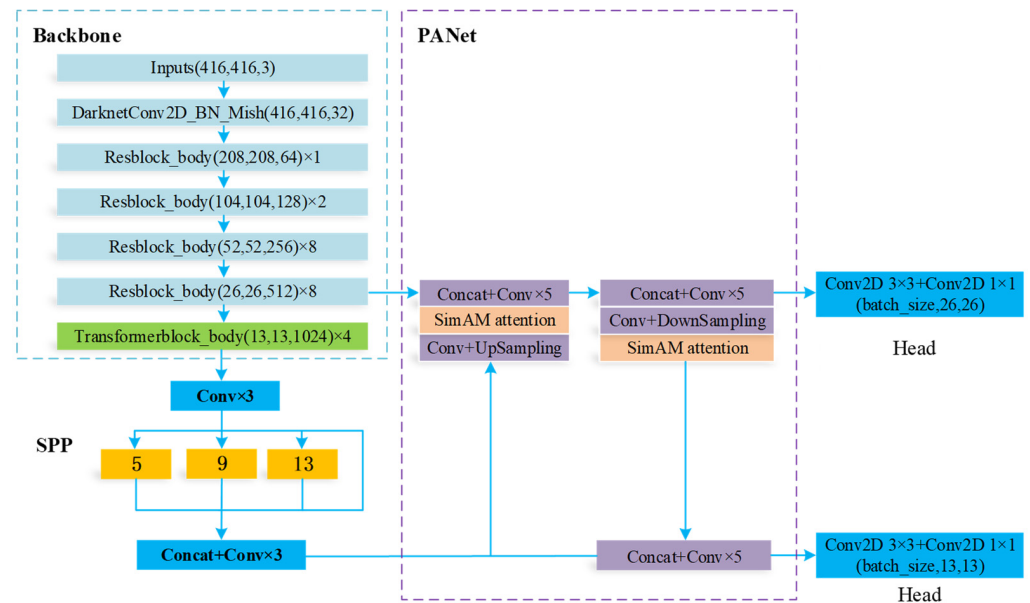 Backbone
Inputs(416,416,3)
DarknetConv2D_BN_Mish(416,416,32)
Resblock_body(208,208,64)×1
Resblock_body(104,104,128)×2
Resblock_body(52,52,256)×8
Resblock_body(26,26,512)×8
Transformerblock_body(13,13,1024)×4
Conv×3
SPP
5
9
13
Concat+Conv×3
PANet
Concat+Conv×5
SimAM attention
Conv+UpSampling
Concat+Conv×5
Conv+DownSampling
SimAM attention
Concat+Conv×5
Conv2D 3×3+Conv2D 1×1
(batch_size,26,26)
Head
Conv2D 3×3+Conv2D 1×1
(batch_size,13,13)
Head